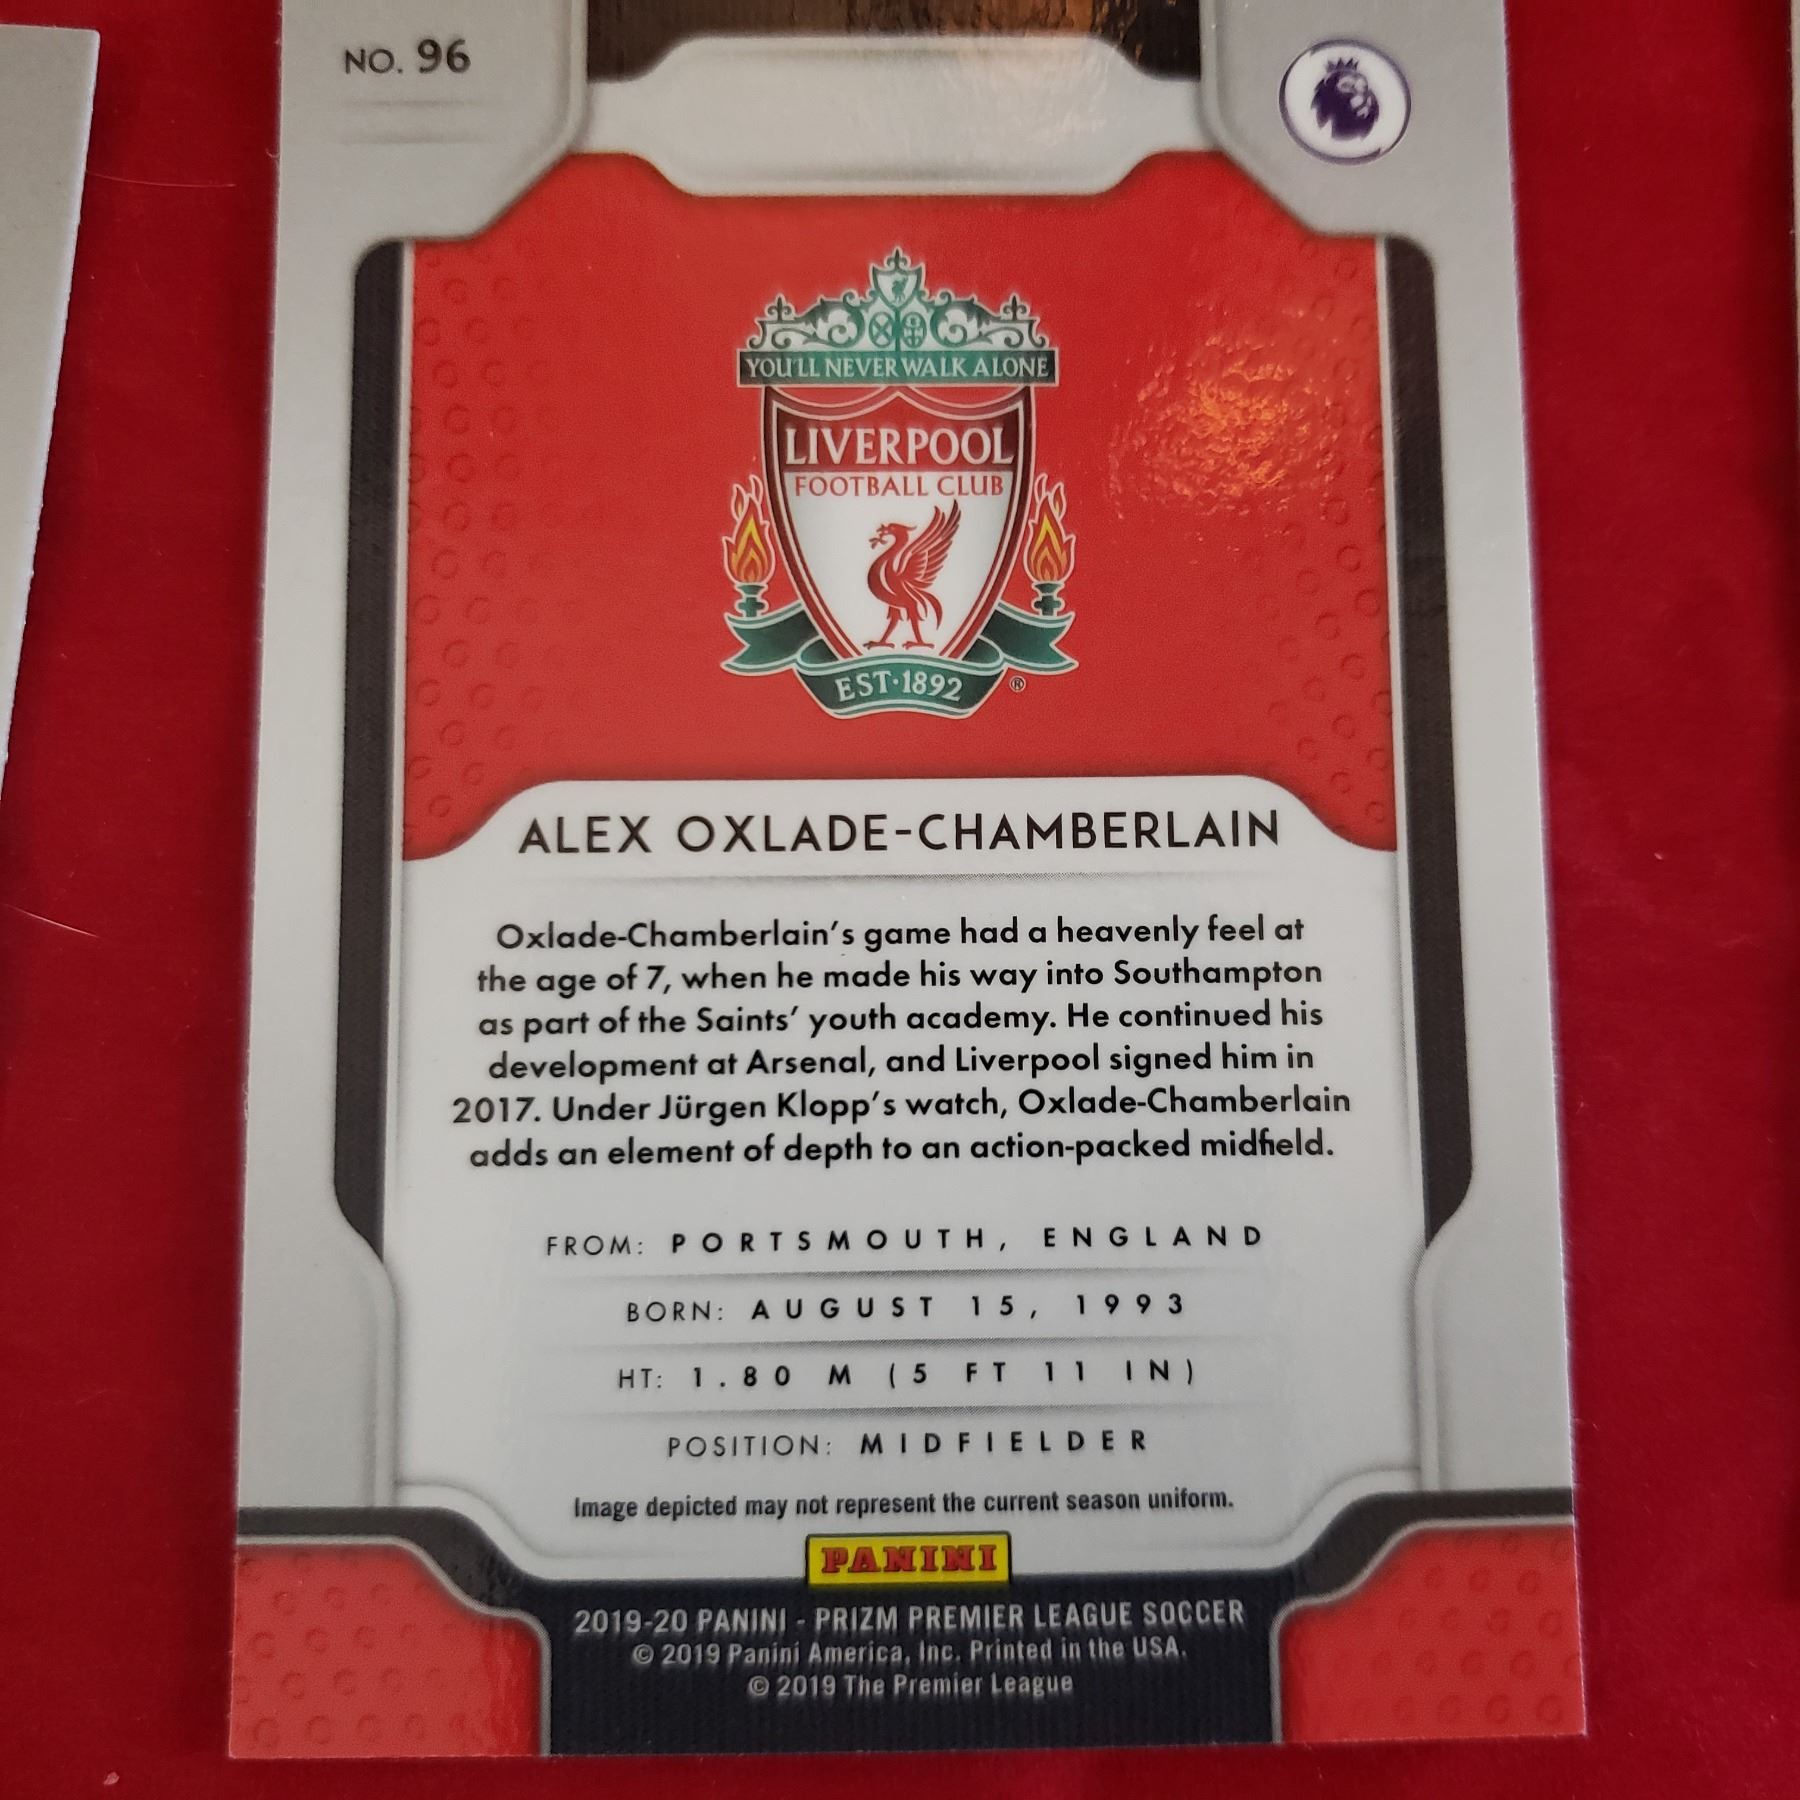 NO. 96
YOU'LL NEVER WALK ALONE
LIVERPOOL
FOOTBALL CLUB
EST·1892
®
ALEX OXLADE-CHAMBERLAIN
Oxlade-Chamberlain's game had a heavenly feel at
the age of 7, when he made his way into Southampton
as part of the Saints' youth academy. He continued his
development at Arsenal, and Liverpool signed him in
2017. Under Jürgen Klopp's watch, Oxlade-Chamberlain
adds an element of depth to an action-packed midfield.
FROM: PORTSMOUTH, ENGLAND
BORN: AUGUST 15, 1993
HT: 1.80 M (5 FT 11 IN)
POSITION: MIDFIELDER
Image depicted may not represent the current season uniform.
PANINI
2019-20 PANINI - PRIZM PREMIER LEAGUE SOCCER
© 2019 Panini America, Inc. Printed in the USA.
© 2019 The Premier League